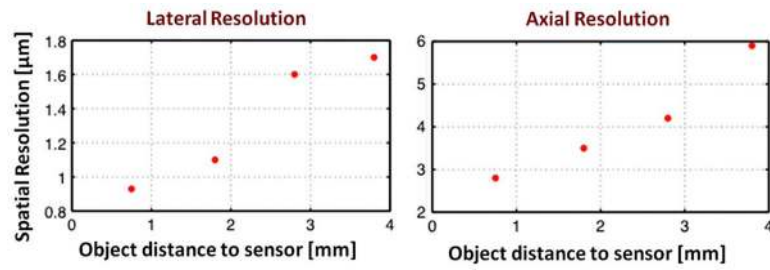 Lateral Resolution
Spatial Resolution [µm]
1.8
1.6
1.4
1.2
1
0.8
0 1 2 3 4
Object distance to sensor [mm]
Axial Resolution
6
5
4
3
2
0 1 2 3 4
Object distance to sensor [mm]